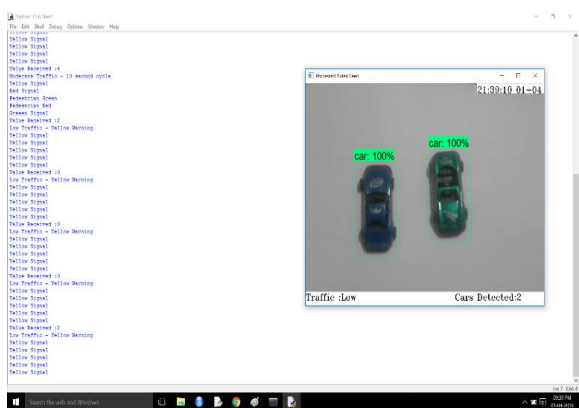 File Edit Shell Debug Options Window Help
Yellow Signal
Yellow Signal
Yellow Signal
Yellow Signal
Value Received :4
Moderate Traffic - 10 second cycle
Yellow Signal
Red Signal
Pedestrian Green
Pedestrian Red
Green Signal
Value Received :2
Low Traffic - Yellow Warning
Yellow Signal
Yellow Signal
Yellow Signal
Yellow Signal
Yellow Signal
Value Received :0
Low Traffic - Yellow Warning
Yellow Signal
Yellow Signal
Yellow Signal
Yellow Signal
Yellow Signal
Value Received :0
Low Traffic - Yellow Warning
Yellow Signal
Yellow Signal
Yellow Signal
Yellow Signal
Yellow Signal
Value Received :0
Low Traffic - Yellow Warning
Yellow Signal
Yellow Signal
Yellow Signal
Yellow Signal
Yellow Signal
Value Received :2
Low Traffic - Yellow Warning
Yellow Signal
Yellow Signal
Yellow Signal
Yellow Signal
Yellow Signal
Processed Video Feed
21:39:10 01-04
car: 100%
car: 100%
Traffic :Low
Cars Detected:2
Search the web and Windows
09:39 PM